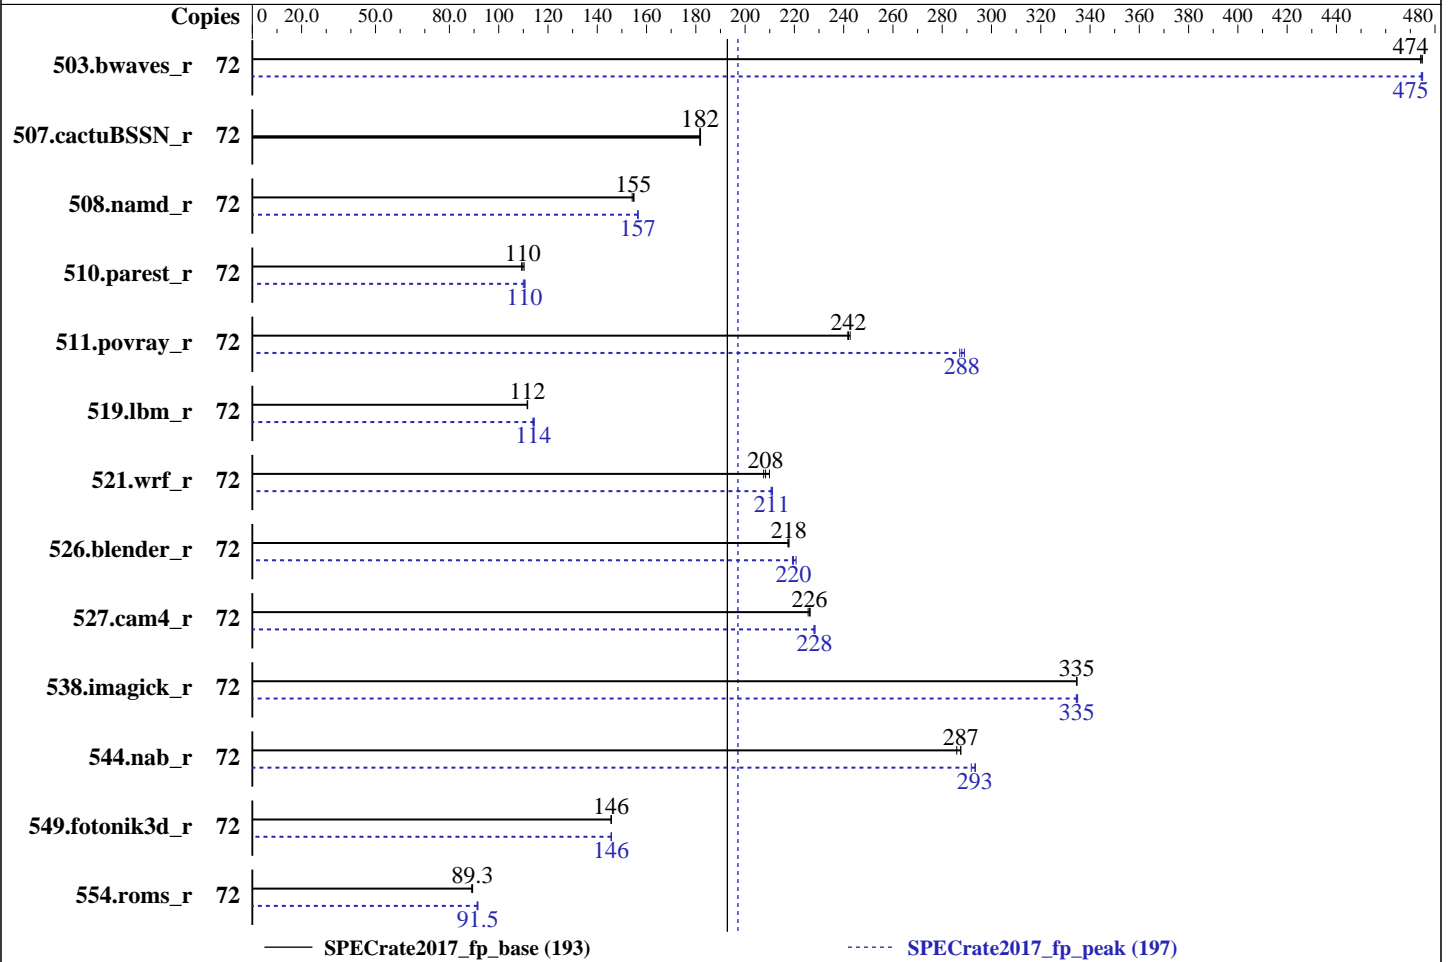 Copies 0 20.0 50.0 80.0 100 120 140 160 180 200 220 240 260 280 300 320 340 360 380 400 420 440 480
474
503.bwaves_r 72
475
182
507.cactuBSSN_r 72
155
508.namd_r 72
157
110
510.parest_r 72
110
242
511.povray_r 72
288
112
519.lbm_r 72
114
208
521.wrf_r 72
211
218
526.blender_r 72
220
226
527.cam4_r 72
228
335
538.imagick_r 72
335
287
544.nab_r 72
293
146
549.fotonik3d_r 72
146
89.3
554.roms_r 72
91.5
SPECrate2017_fp_base (193) SPECrate2017_fp_peak (197)